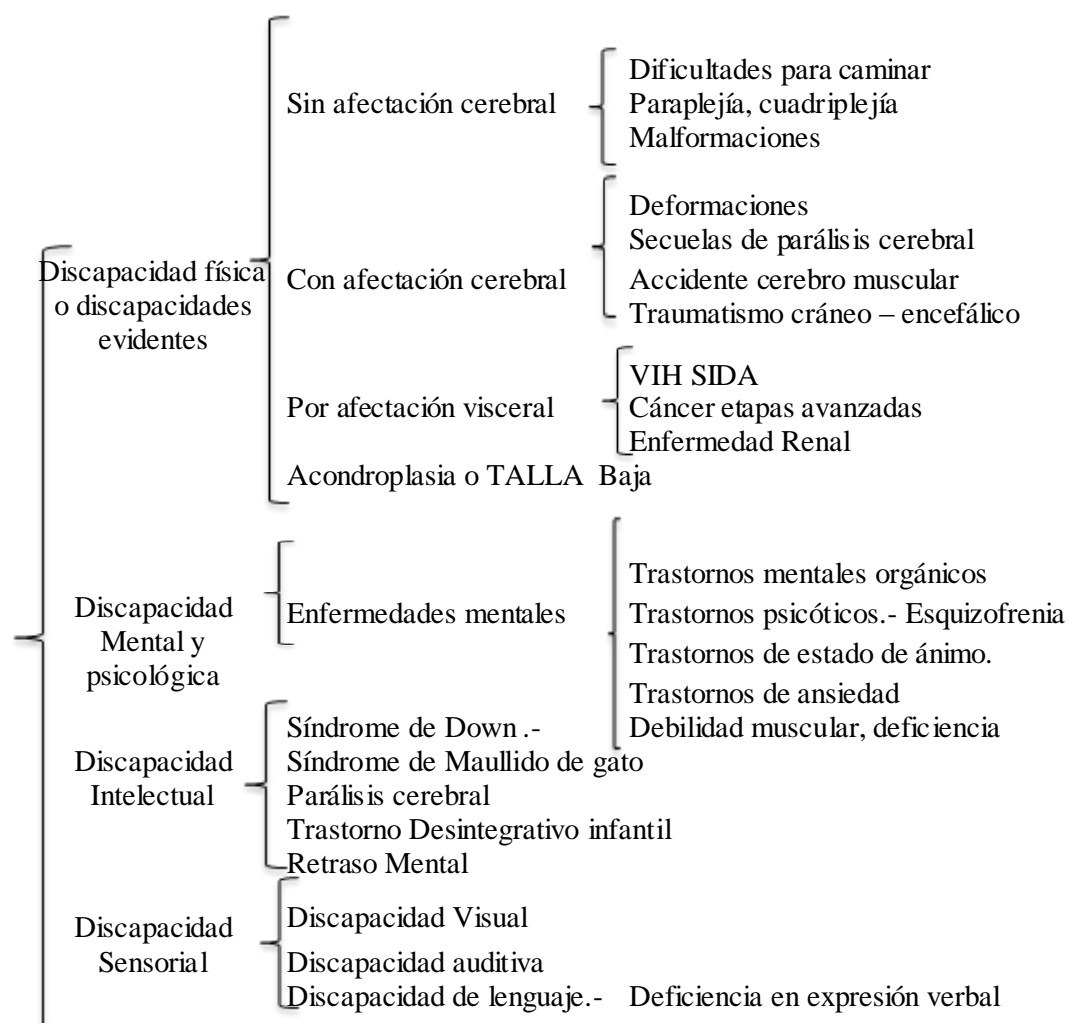 Discapacidad física
o discapacidades
evidentes
Sin afectación cerebral
Dificultades para caminar
Paraplejía, cuadriplejía
Malformaciones
Con afectación cerebral
Deformaciones
Secuelas de parálisis cerebral
Accidente cerebro muscular
Traumatismo cráneo – encefálico
Por afectación visceral
VIH SIDA
Cáncer etapas avanzadas
Enfermedad Renal
Acondroplasia o TALLA Baja
Discapacidad
Mental y
psicológica
Enfermedades mentales
Trastornos mentales orgánicos
Trastornos psicóticos.- Esquizofrenia
Trastornos de estado de ánimo.
Trastornos de ansiedad
Debilidad muscular, deficiencia
Discapacidad
Intelectual
Síndrome de Down .-
Síndrome de Maullido de gato
Parálisis cerebral
Trastorno Desintegrativo infantil
Retraso Mental
Discapacidad
Sensorial
Discapacidad Visual
Discapacidad auditiva
Discapacidad de lenguaje.- Deficiencia en expresión verbal